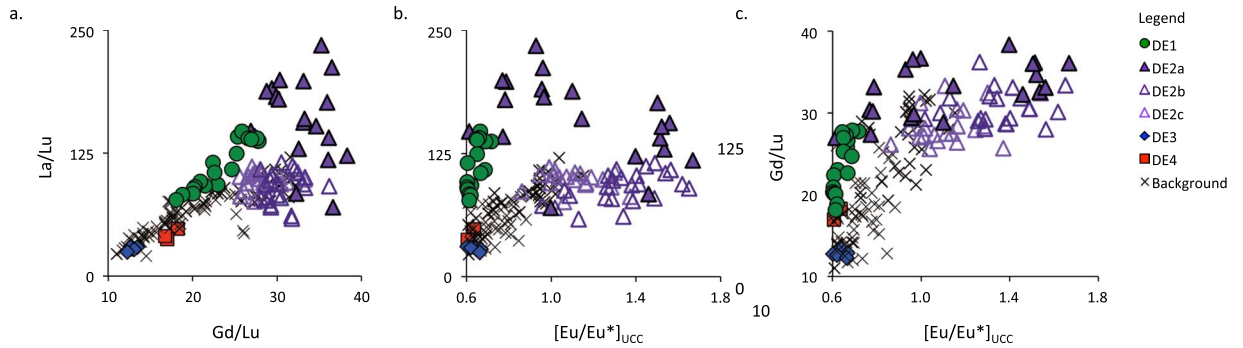 a.
250
125
0
La/Lu
10 20 30 40
Gd/Lu
b.
250
125
0
0.6 1.0 1.4 1.8
[Eu/Eu*]UCC
125
0
10
c.
40
30
20
10
Gd/Lu
0.6 1.0 1.4 1.8
[Eu/Eu*]UCC
Legend
DE1
DE2a
DE2b
DE2c
DE3
DE4
Background